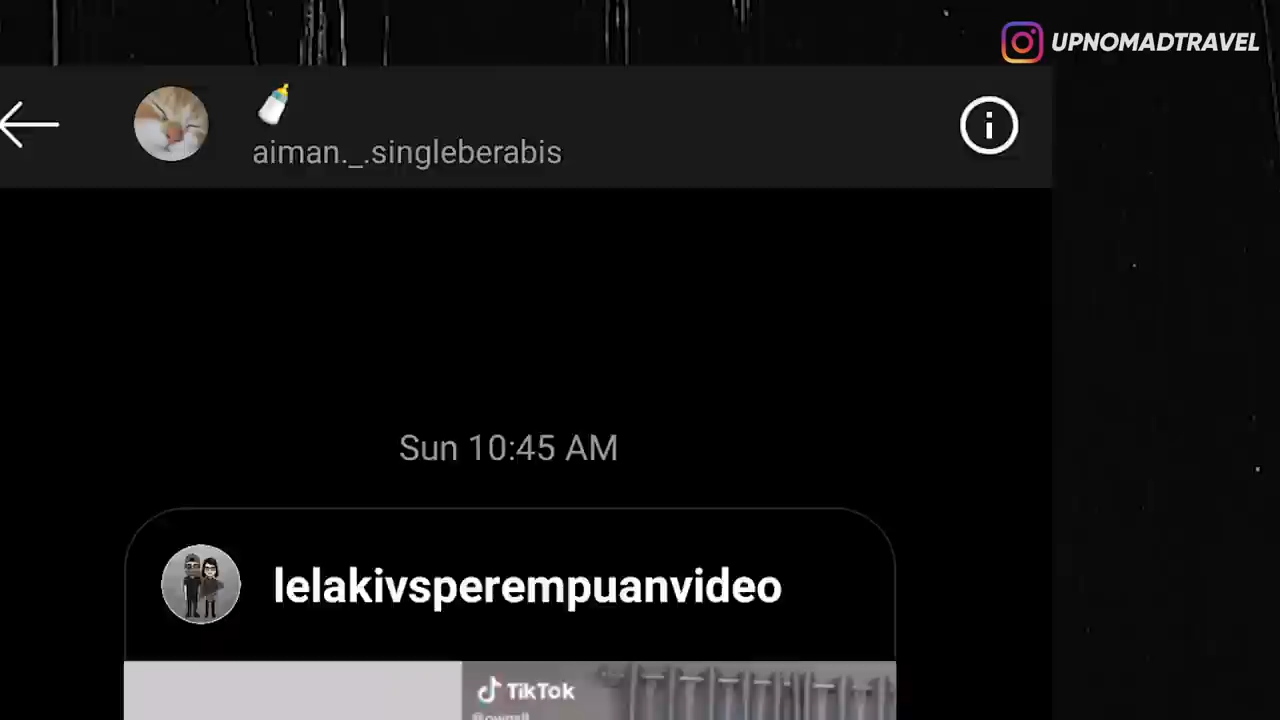 UPNOMADTRAVEL
🍼
aiman._.singleberabis
Sun 10:45 AM
lelakivsperempuanvideo
TikTok